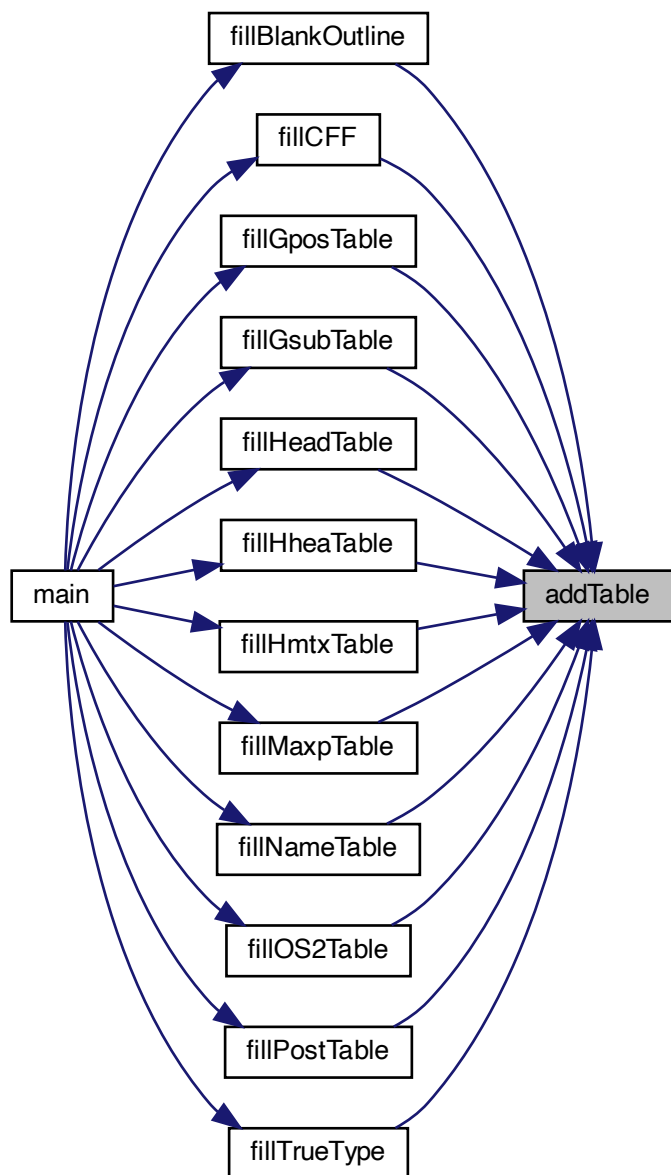 fillBlankOutline
fillCFF
fillGposTable
fillGsubTable
fillHeadTable
fillHheaTable
main
addTable
fillHmtxTable
fillMaxpTable
fillNameTable
fillOS2Table
fillPostTable
fillTrueType